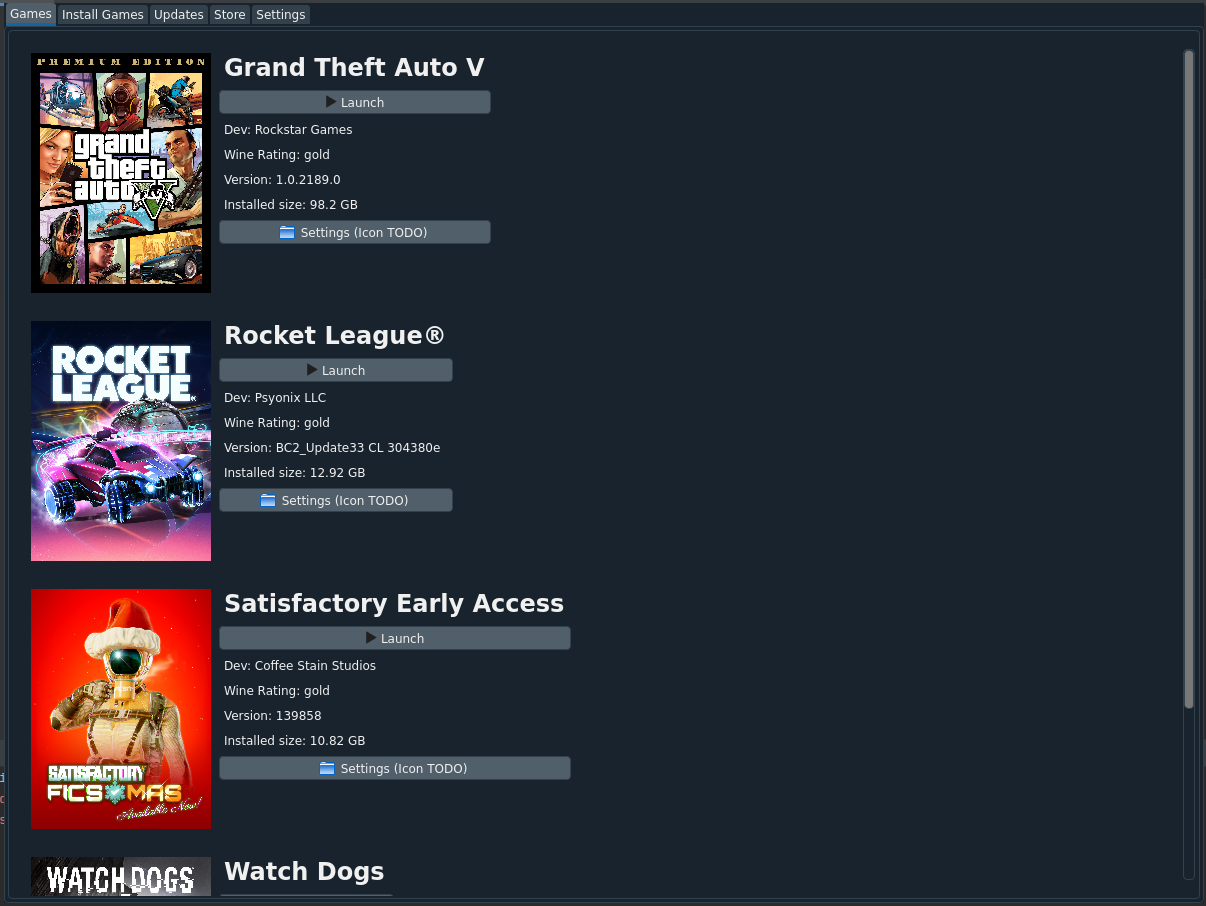 Games Install Games Updates Store Settings
PREMIUM EDITION
grand
theft
auto V
Grand Theft Auto V
Launch
Dev: Rockstar Games
Wine Rating: gold
Version: 1.0.2189.0
Installed size: 98.2 GB
Settings (Icon TODO)
ROCKET
LEAGUE
Rocket League®
Launch
Dev: Psyonix LLC
Wine Rating: gold
Version: BC2_Update33 CL 304380e
Installed size: 12.92 GB
Settings (Icon TODO)
SATISFACTORY
FICSMAS
Available Now!
Satisfactory Early Access
Launch
Dev: Coffee Stain Studios
Wine Rating: gold
Version: 139858
Installed size: 10.82 GB
Settings (Icon TODO)
WATCH_DOGS
Watch Dogs